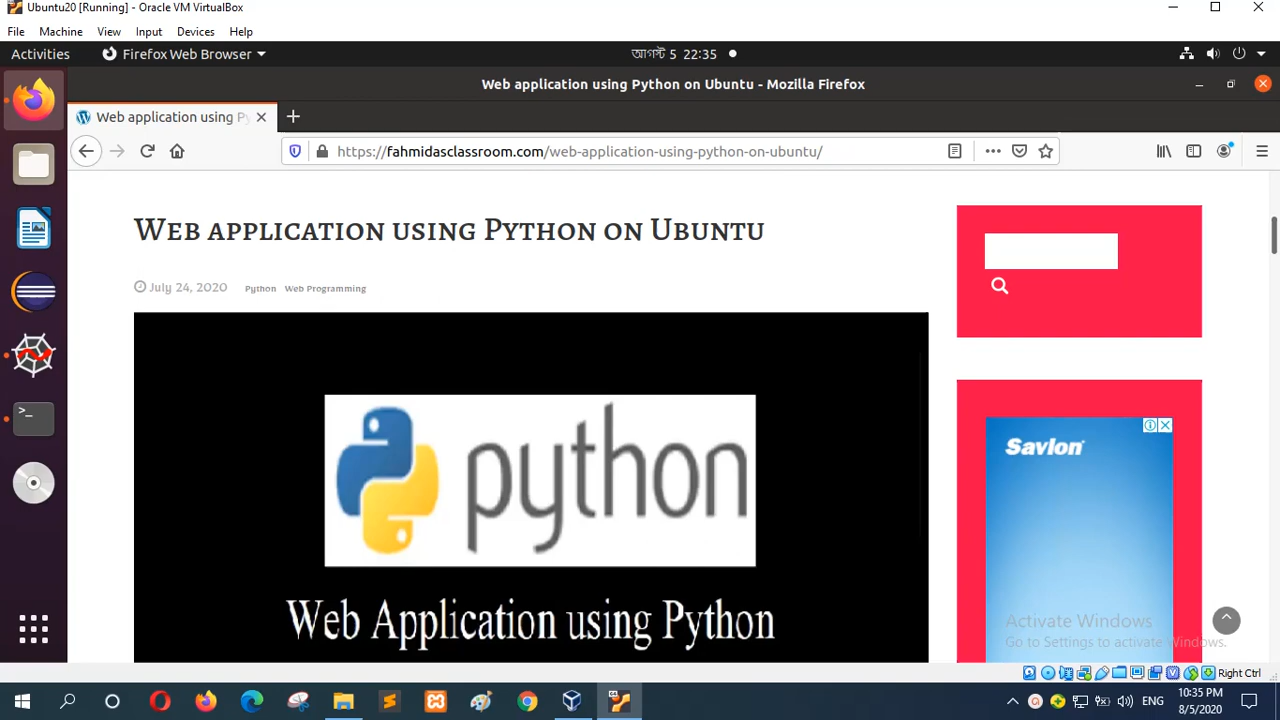 Ubuntu20 [Running] - Oracle VM VirtualBox
File Machine View Input Devices Help
Activities Firefox Web Browser আগস্ট 5 22:35
Web application using Python on Ubuntu - Mozilla Firefox
Web application using Py
https://fahmidasclassroom.com/web-application-using-python-on-ubuntu/
Web application using Python on Ubuntu
July 24, 2020 Python Web Programming
python
Web Application using Python
Savlon
Activate Windows
Go to Settings to activate Windows.
Right Ctrl
ENG
10:35 PM
8/5/2020